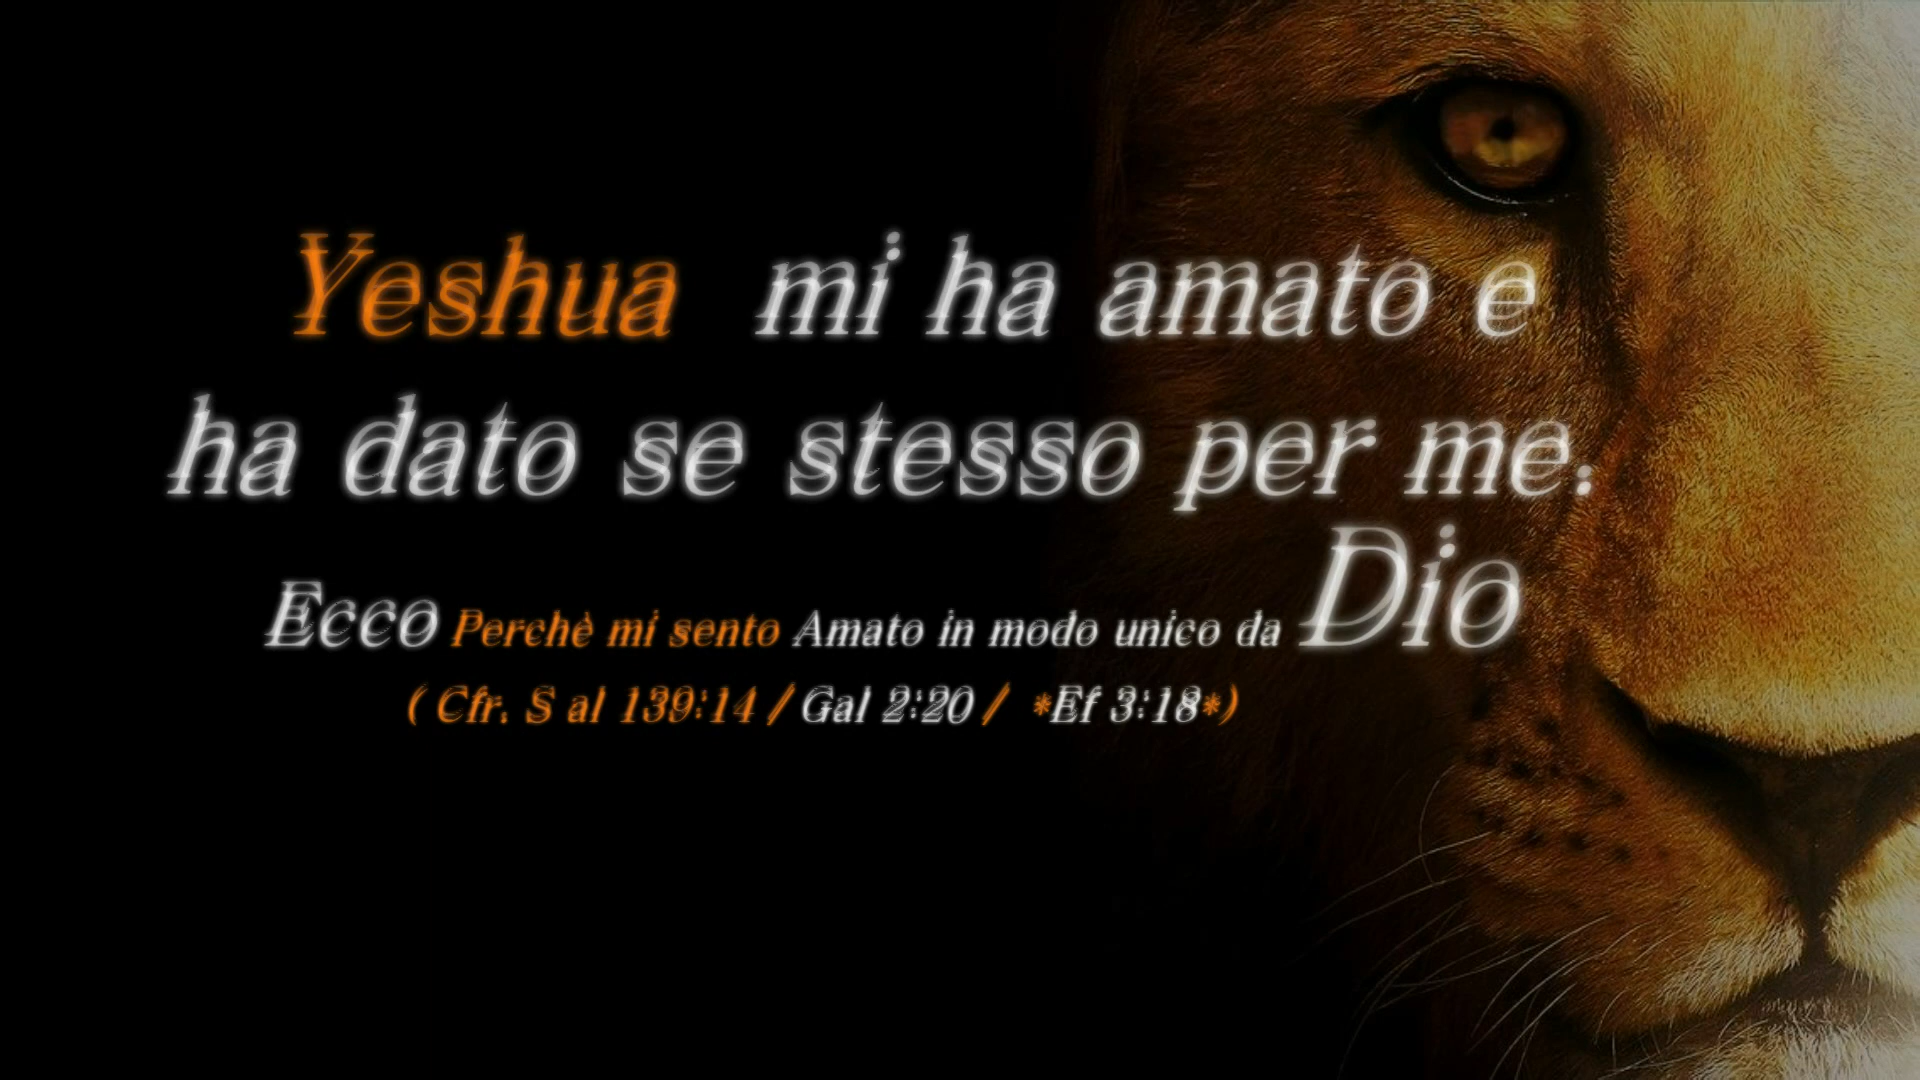 Yeshua mi ha amato e
ha dato se stesso per me.
Ecco Perchè mi sento Amato in modo unico da Dio
( Cfr. S al 139:14 / Gal 2:20 / *Ef 3:18*)